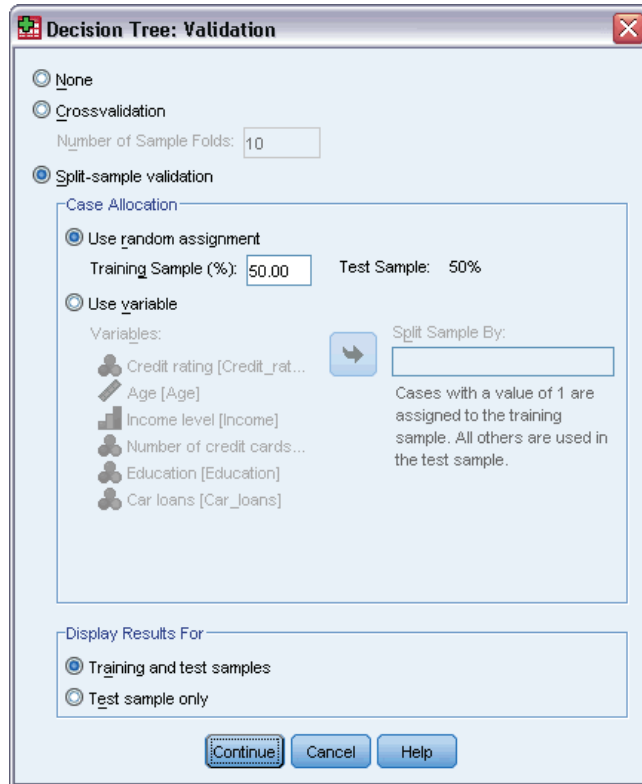 Decision Tree: Validation
None
Crossvalidation
Number of Sample Folds: 10
Split-sample validation
Case Allocation
Use random assignment
Training Sample (%): 50.00 Test Sample: 50%
Use variable
Variables:
Credit rating [Credit_rat...
Age [Age]
Income level [Income]
Number of credit cards...
Education [Education]
Car loans [Car_loans]
Split Sample By:
Cases with a value of 1 are
assigned to the training
sample. All others are used in
the test sample.
Display Results For
Training and test samples
Test sample only
Continue Cancel Help